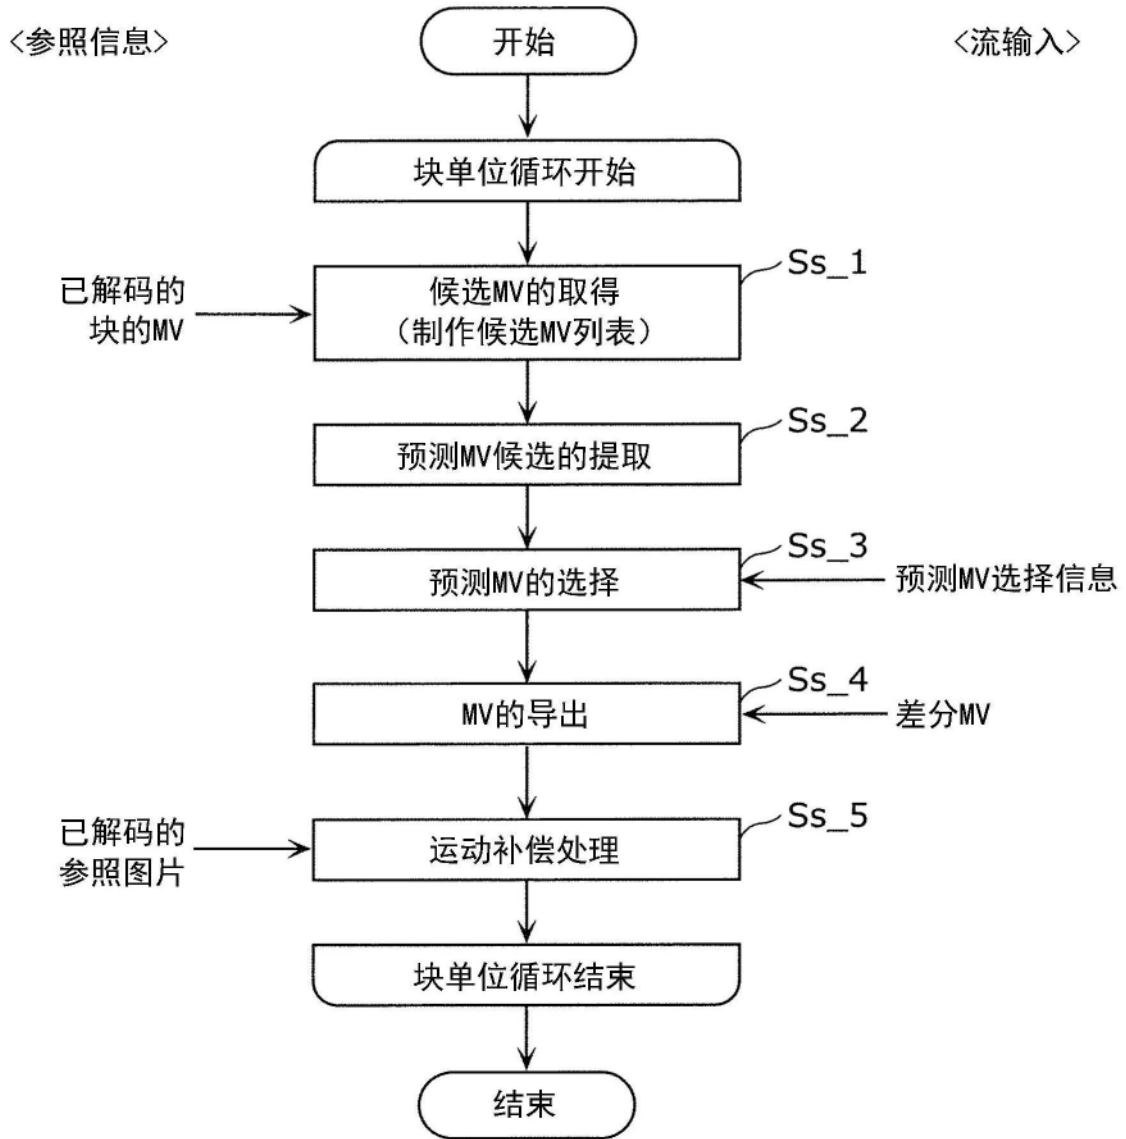 <参照信息>
开始
<流输入>
块单位循环开始
已解码的
块的MV
候选MV的取得
(制作候选MV列表)
Ss_1
预测MV候选的提取
Ss_2
预测MV的选择
Ss_3
预测MV选择信息
MV的导出
Ss_4
差分MV
已解码的
参照图片
运动补偿处理
Ss_5
块单位循环结束
结束